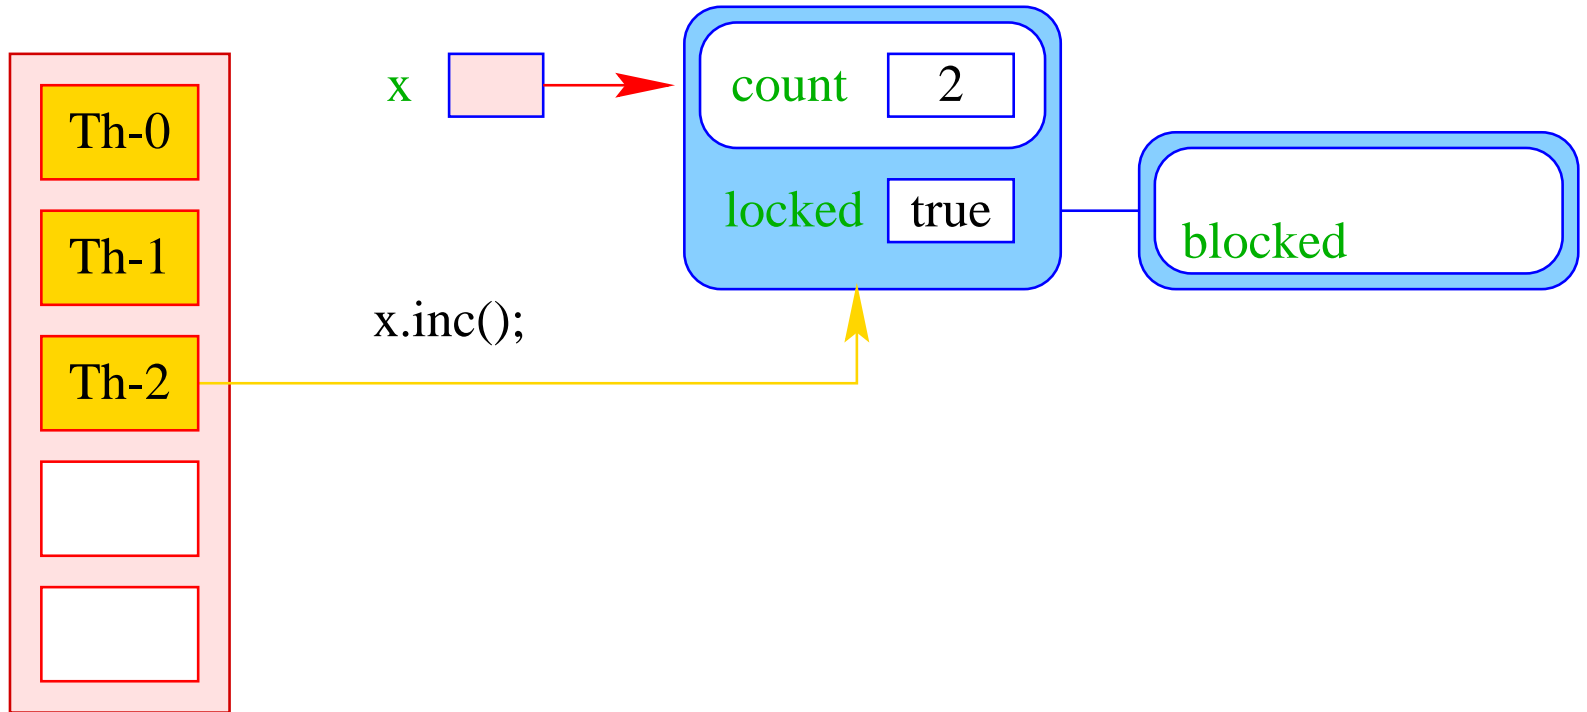 x
count 2
Th-0
locked true
blocked
Th-1
x.inc();
Th-2